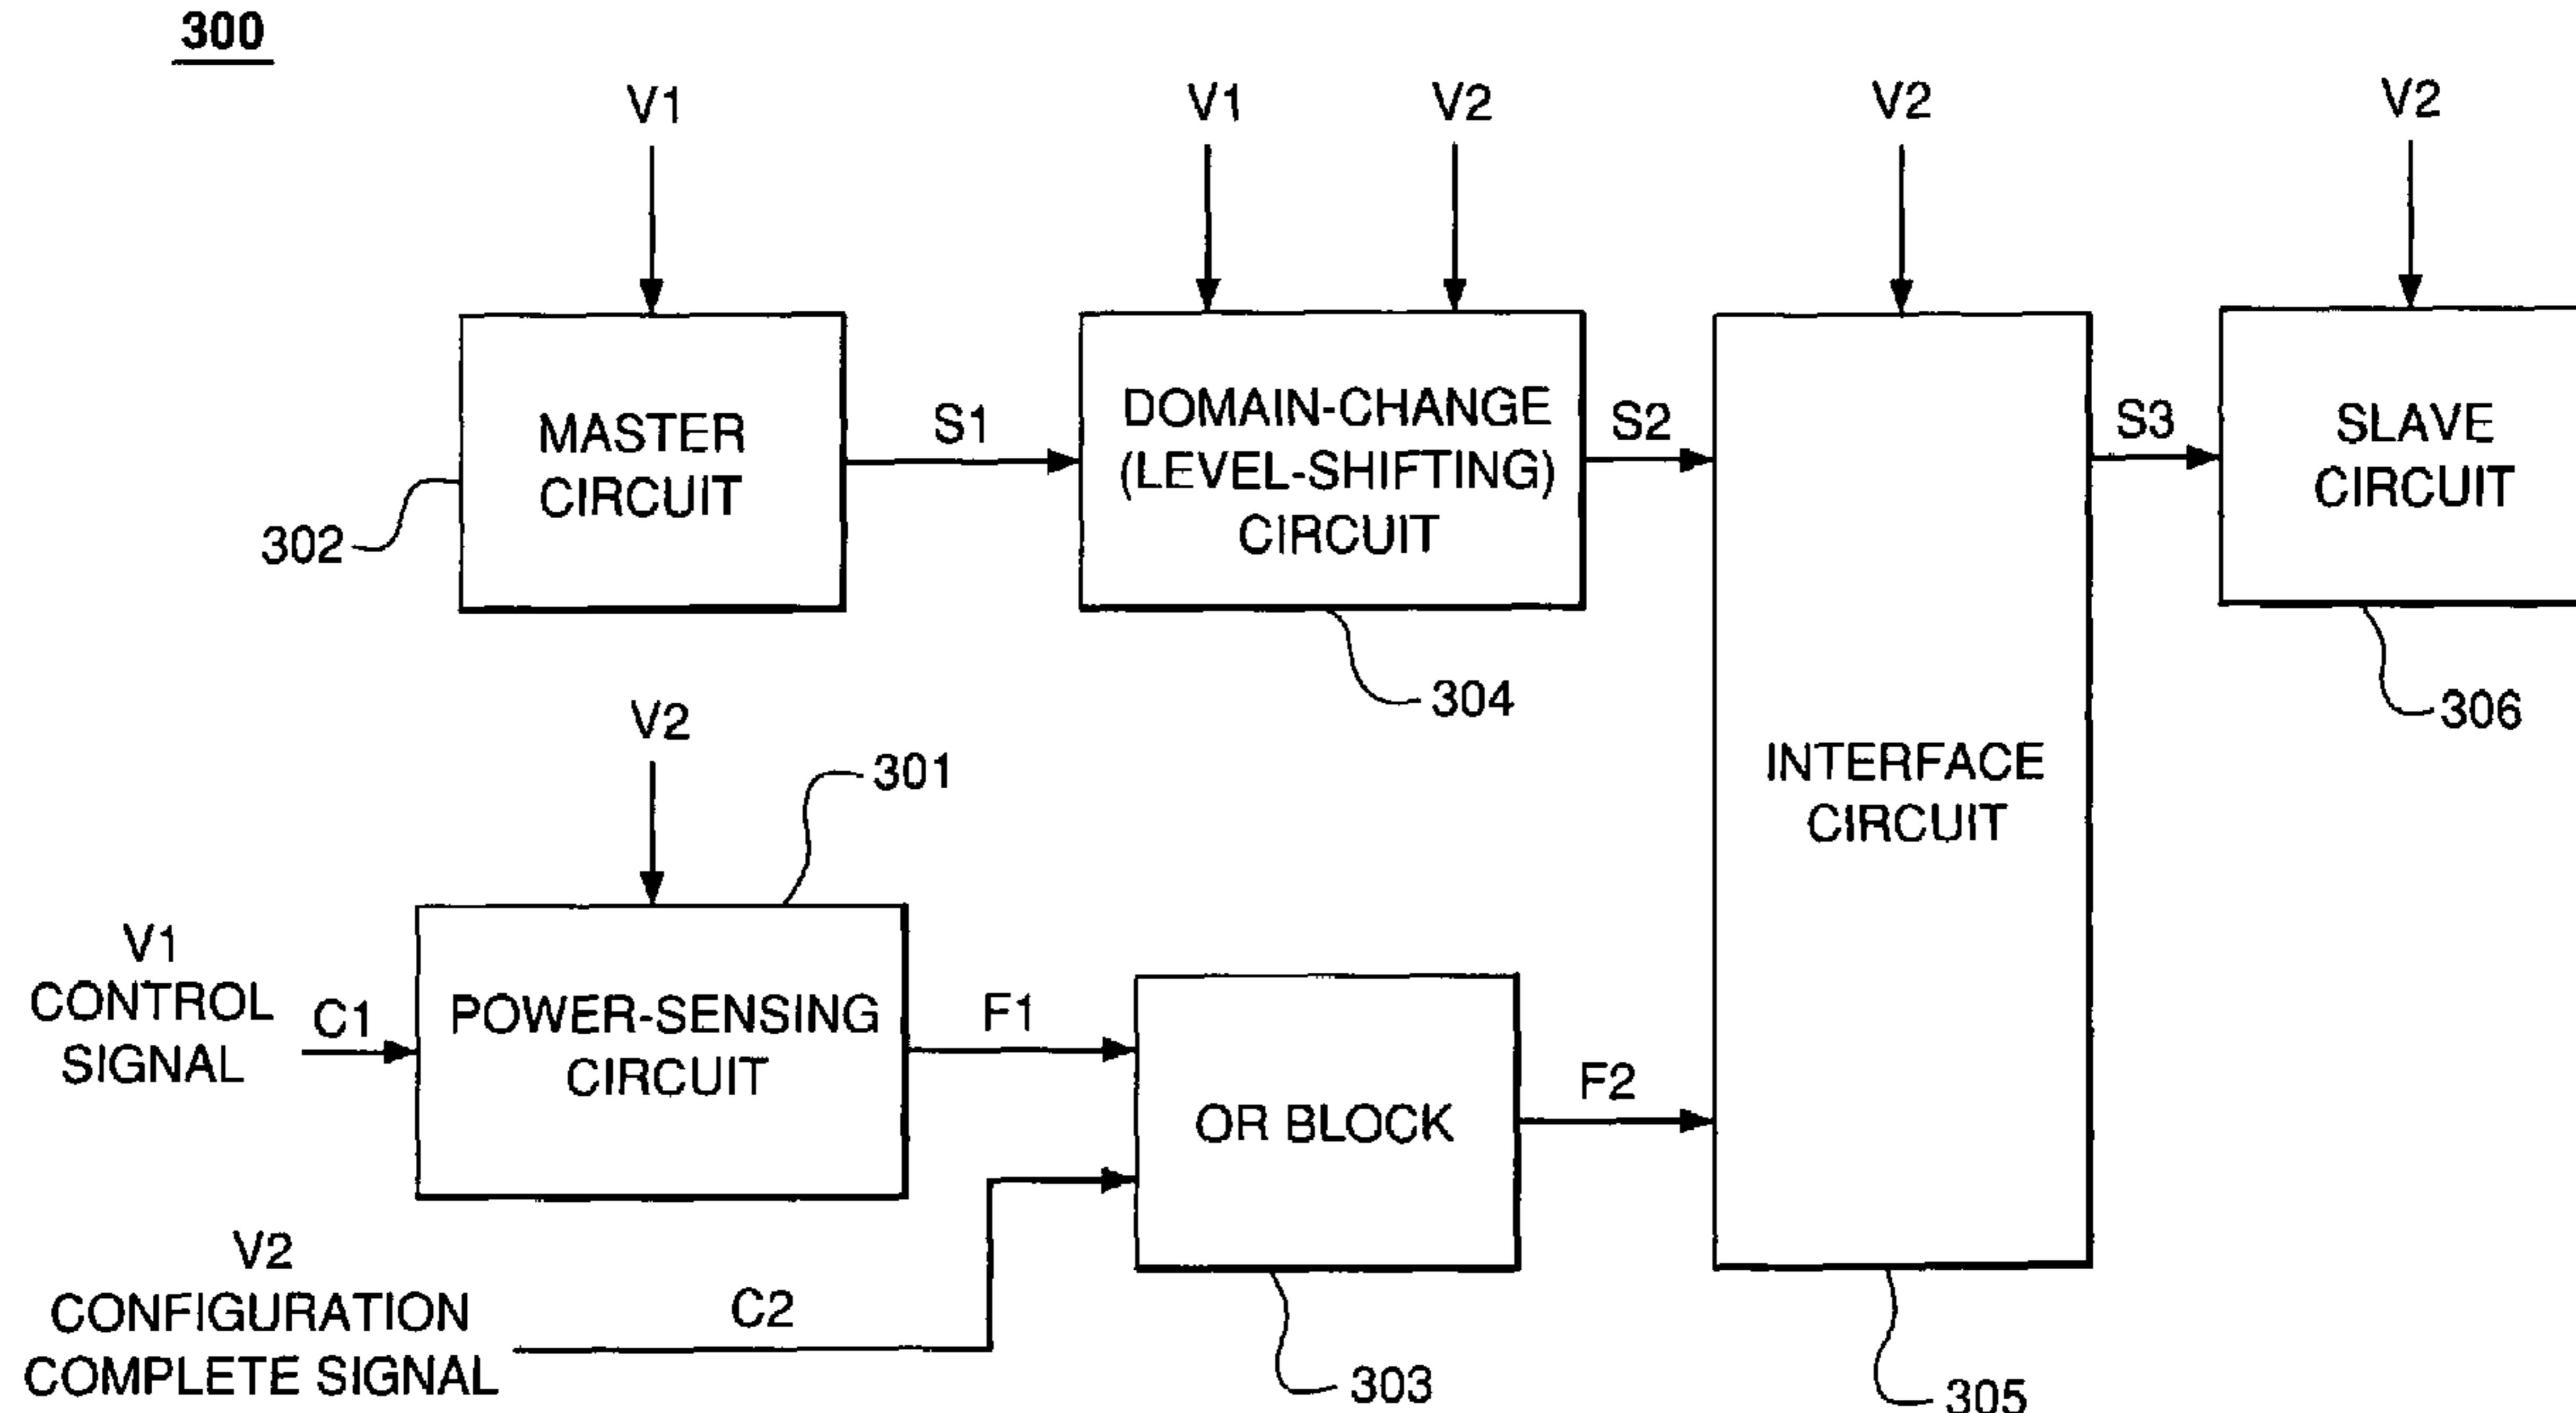 300
V1
V1
V2
V2
V2
MASTER
CIRCUIT
302
S1
DOMAIN-CHANGE
(LEVEL-SHIFTING)
CIRCUIT
304
S2
S3
SLAVE
CIRCUIT
306
V2
301
INTERFACE
CIRCUIT
305
V1
CONTROL
SIGNAL
C1
POWER-SENSING
CIRCUIT
F1
OR BLOCK
303
F2
V2
CONFIGURATION
COMPLETE SIGNAL
C2